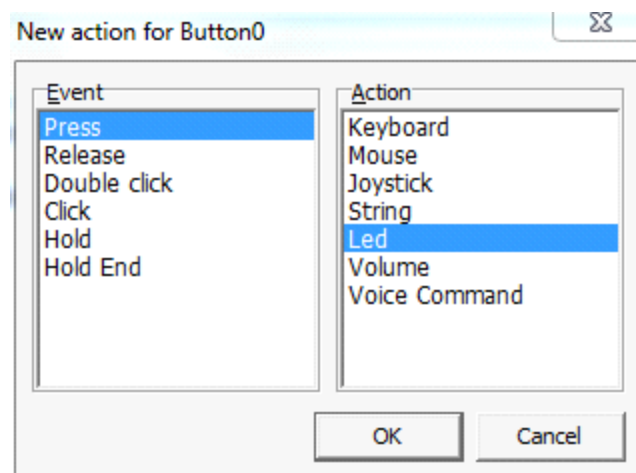 New action for Button0
Event
Press
Release
Double click
Click
Hold
Hold End
Action
Keyboard
Mouse
Joystick
String
Led
Volume
Voice Command
OK
Cancel